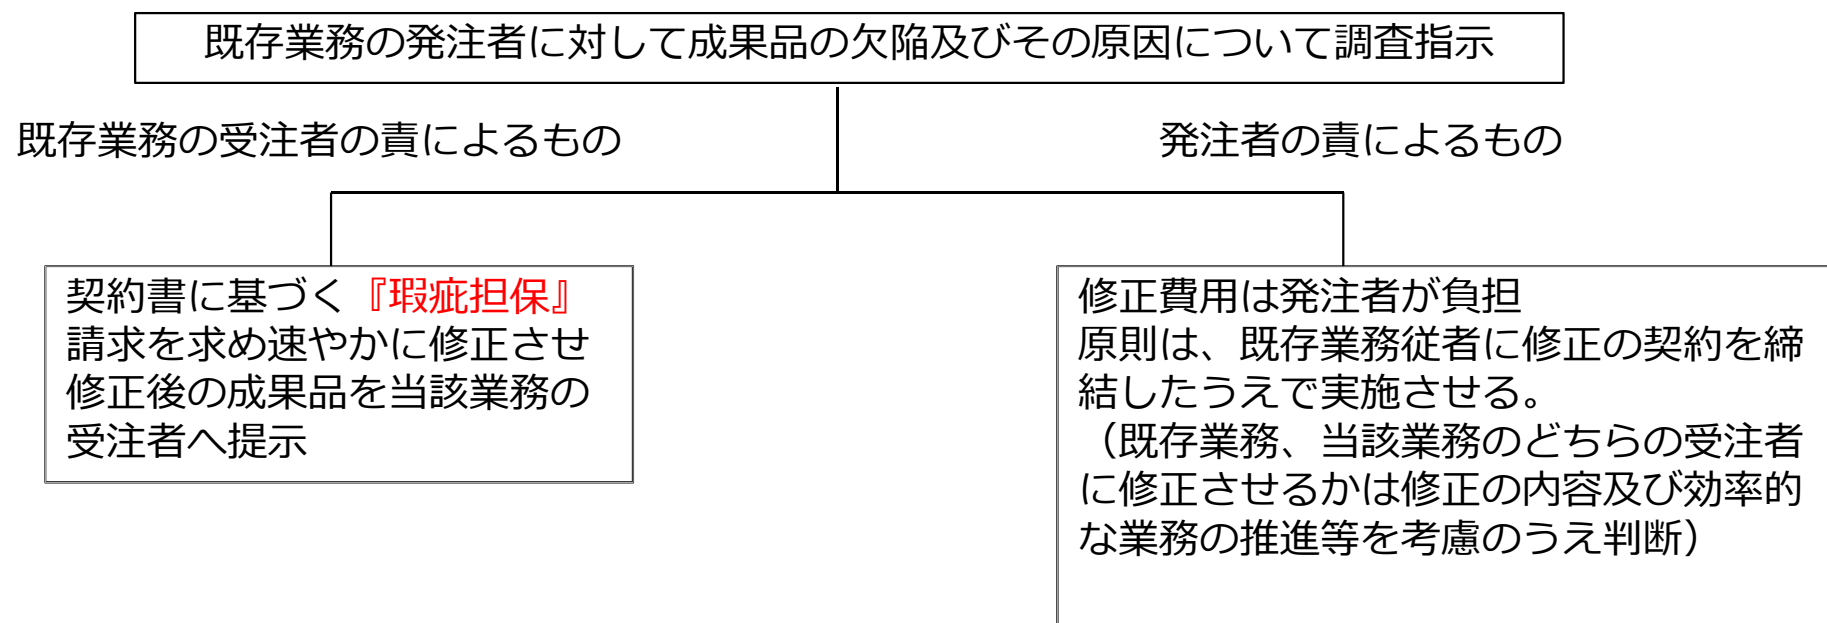 既存業務の発注者に対して成果品の欠陥及びその原因について調査指示
既存業務の受注者の責によるもの
発注者の責によるもの
契約書に基づく『瑕疵担保』
請求を求め速やかに修正させ
修正後の成果品を当該業務の
受注者へ提示
修正費用は発注者が負担
原則は、既存業務従者に修正の契約を締
結したうえで実施させる。
（既存業務、当該業務のどちらの受注者
に修正させるかは修正の内容及び効率的
な業務の推進等を考慮のうえ判断）